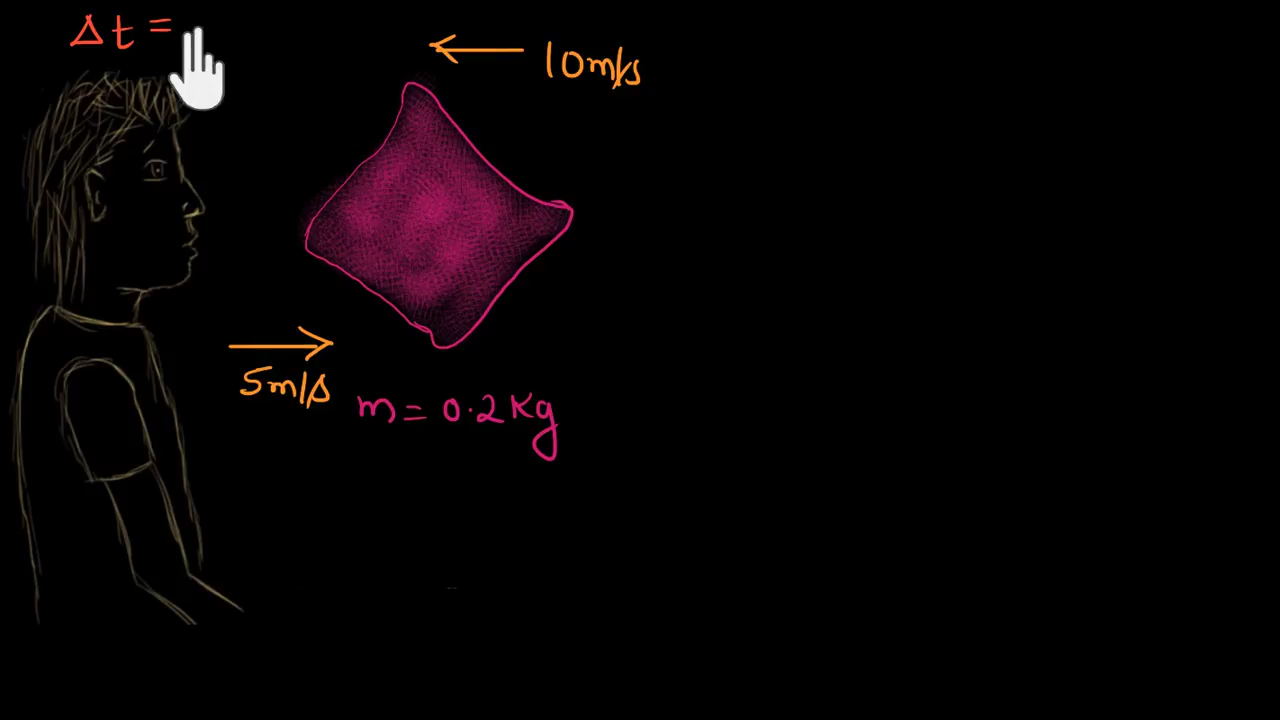 Δt =
10m/s
5m/s
m = 0.2 Kg